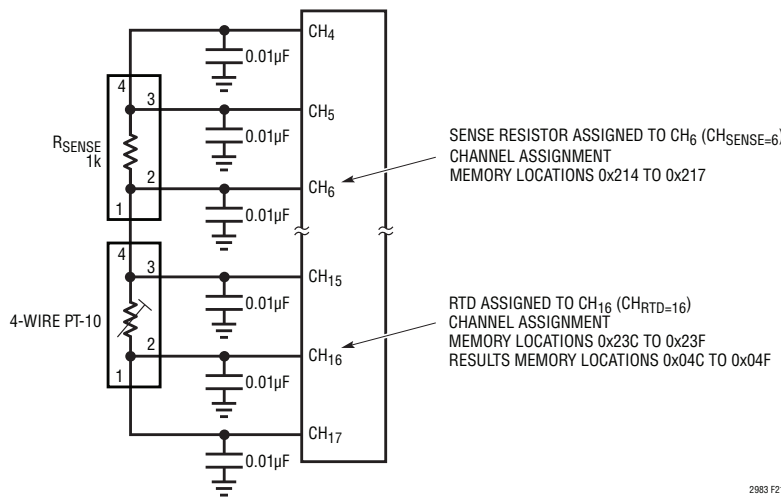 CH4
0.01µF
4
3
CH5
0.01µF
RSENSE
1k
2
CH6
0.01µF
1
SENSE RESISTOR ASSIGNED TO CH6 (CHSENSE=6)
CHANNEL ASSIGNMENT
MEMORY LOCATIONS 0x214 TO 0x217
4
3
CH15
0.01µF
4-WIRE PT-10
2
CH16
0.01µF
1
RTD ASSIGNED TO CH16 (CHRTD=16)
CHANNEL ASSIGNMENT
MEMORY LOCATIONS 0x23C TO 0x23F
RESULTS MEMORY LOCATIONS 0x04C TO 0x04F
CH17
0.01µF
2983